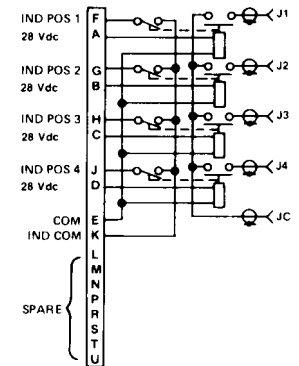 IND POS 1 F J1
28 Vdc A
IND POS 2 G J2
28 Vdc B
IND POS 3 H J3
28 Vdc C
IND POS 4 J J4
28 Vdc D
COM E JC
IND COM K
L
M
N
SPARE P
R
S
T
U